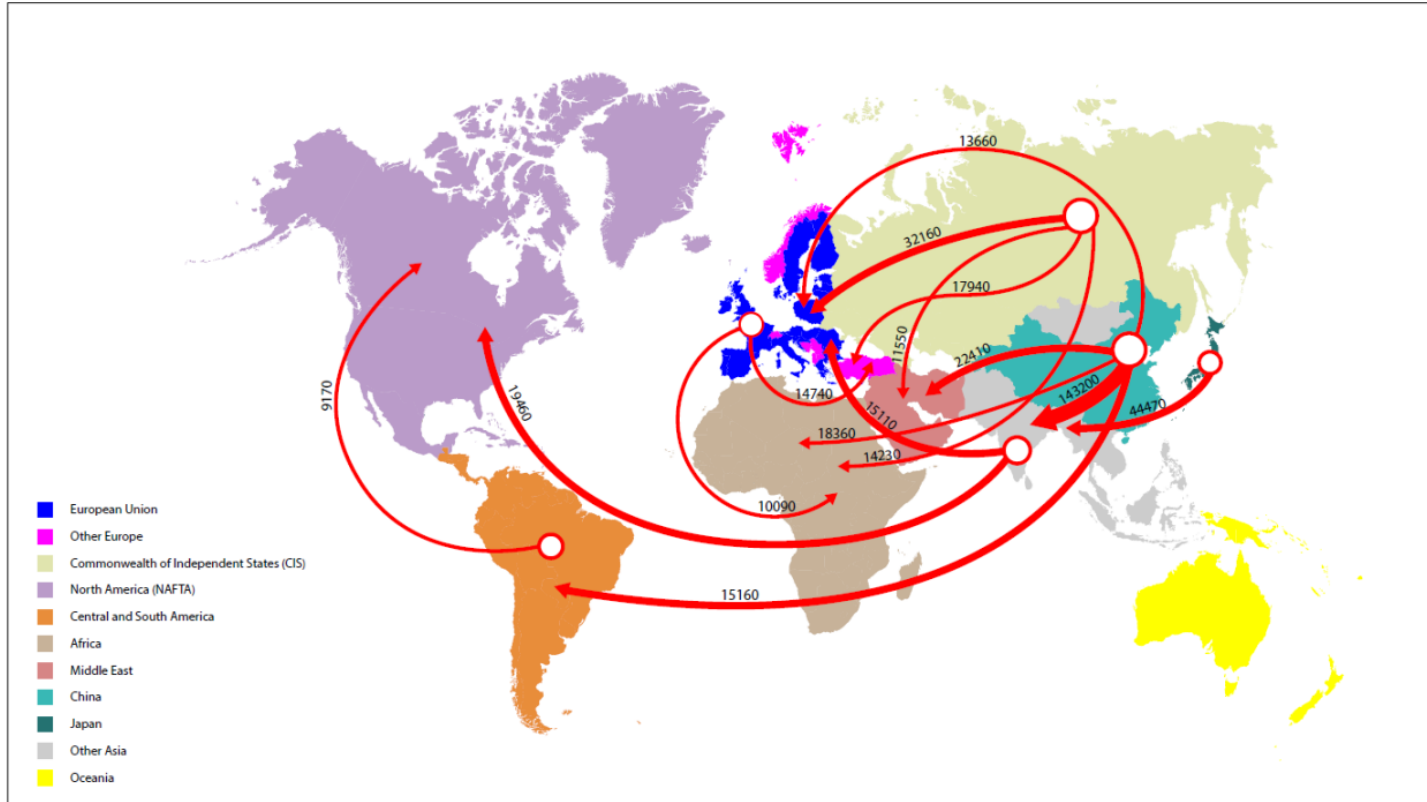 13660
32160
17940
11550
22410
143200
44470
9170
19460
14740
15110
18360
14230
10090
15160
European Union
Other Europe
Commonwealth of Independent States (CIS)
North America (NAFTA)
Central and South America
Africa
Middle East
China
Japan
Other Asia
Oceania